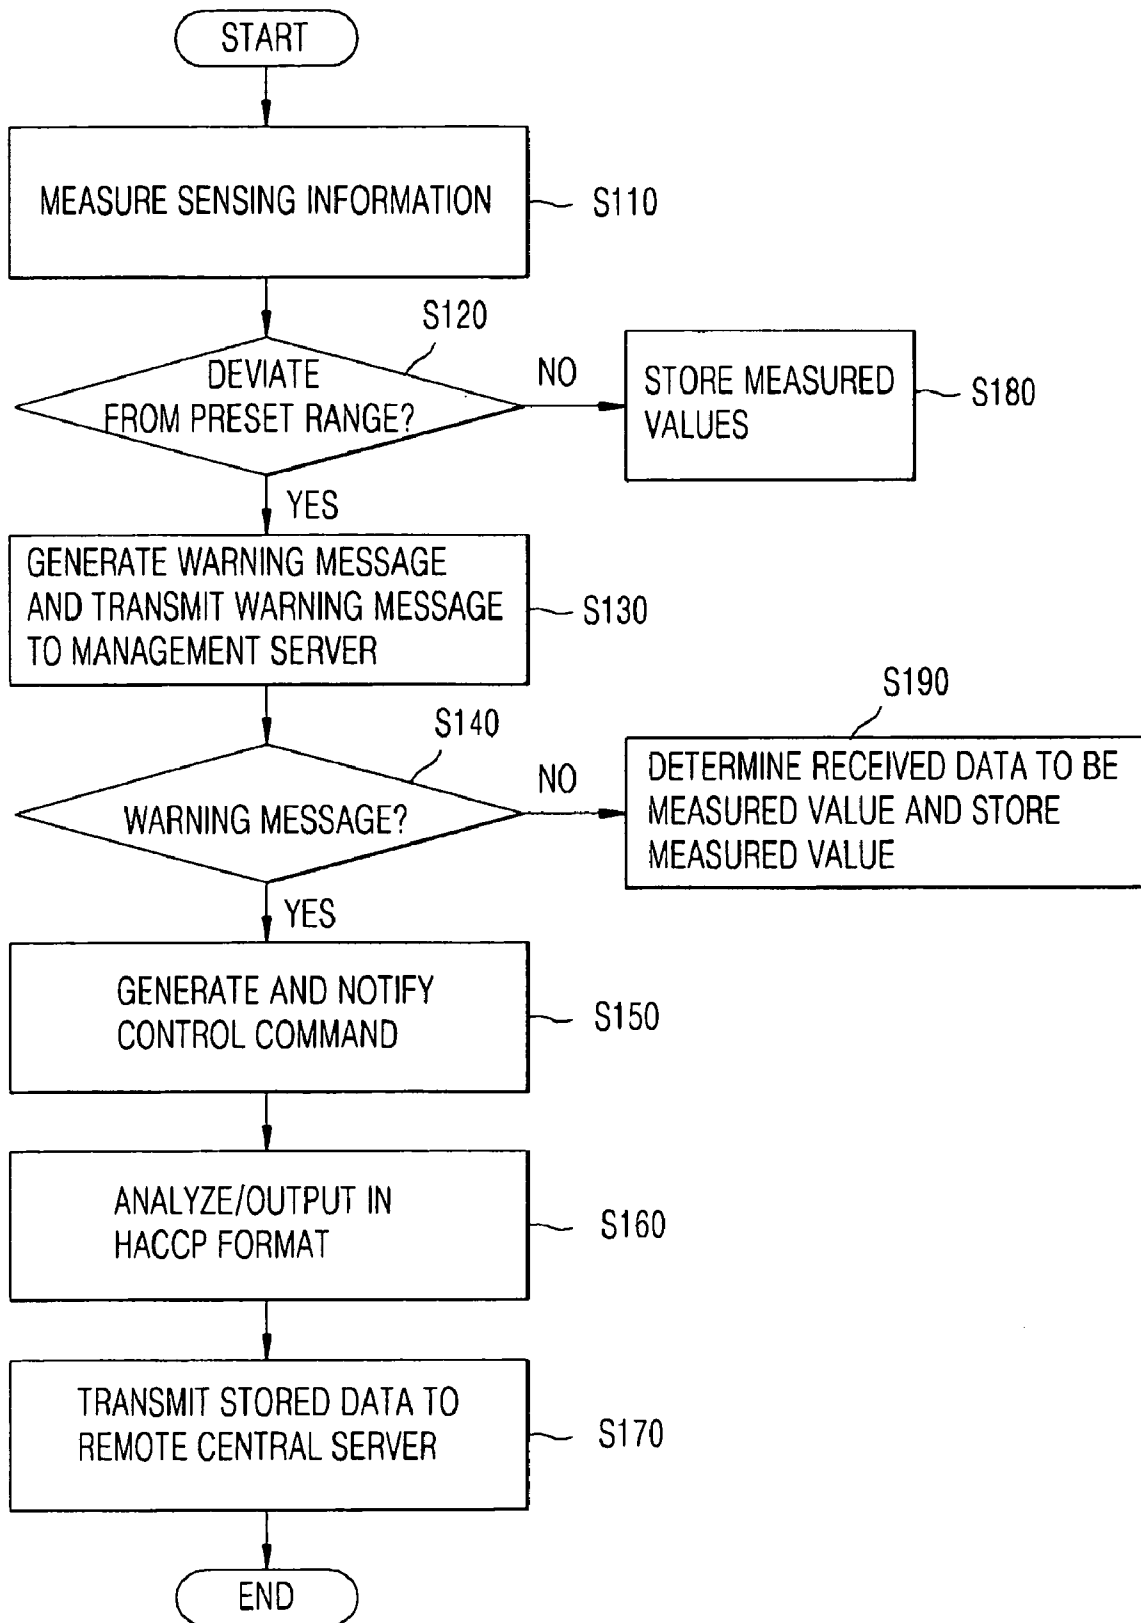 START
MEASURE SENSING INFORMATION
S110
S120
DEVIATE
FROM PRESET RANGE?
NO
STORE MEASURED
VALUES
S180
YES
GENERATE WARNING MESSAGE
AND TRANSMIT WARNING MESSAGE
TO MANAGEMENT SERVER
S130
S140
WARNING MESSAGE?
NO
S190
DETERMINE RECEIVED DATA TO BE
MEASURED VALUE AND STORE
MEASURED VALUE
YES
GENERATE AND NOTIFY
CONTROL COMMAND
S150
ANALYZE/OUTPUT IN
HACCP FORMAT
S160
TRANSMIT STORED DATA TO
REMOTE CENTRAL SERVER
S170
END